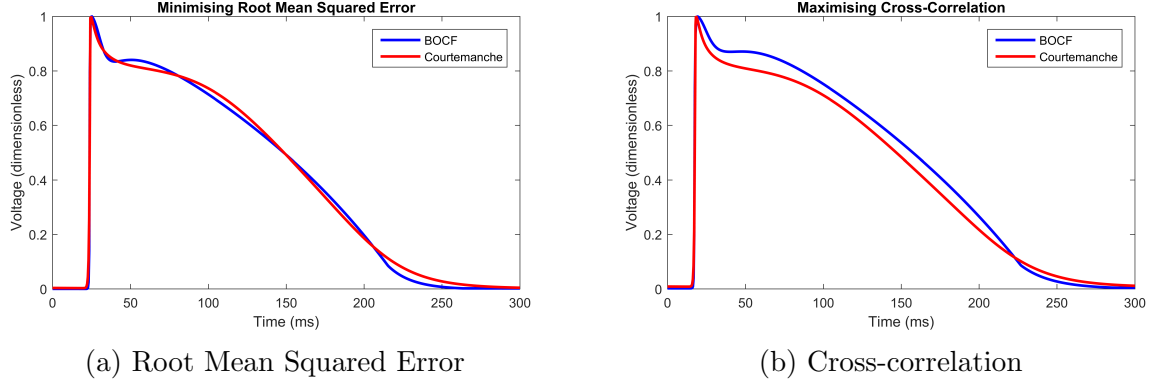 Minimising Root Mean Squared Error
BOCF
Courtemanche
Voltage (dimensionless)
1
0.8
0.6
0.4
0.2
0
0 50 100 150 200 250 300
Time (ms)
(a) Root Mean Squared Error
Maximising Cross-Correlation
BOCF
Courtemanche
Voltage (dimensionless)
1
0.8
0.6
0.4
0.2
0
0 50 100 150 200 250 300
Time (ms)
(b) Cross-correlation